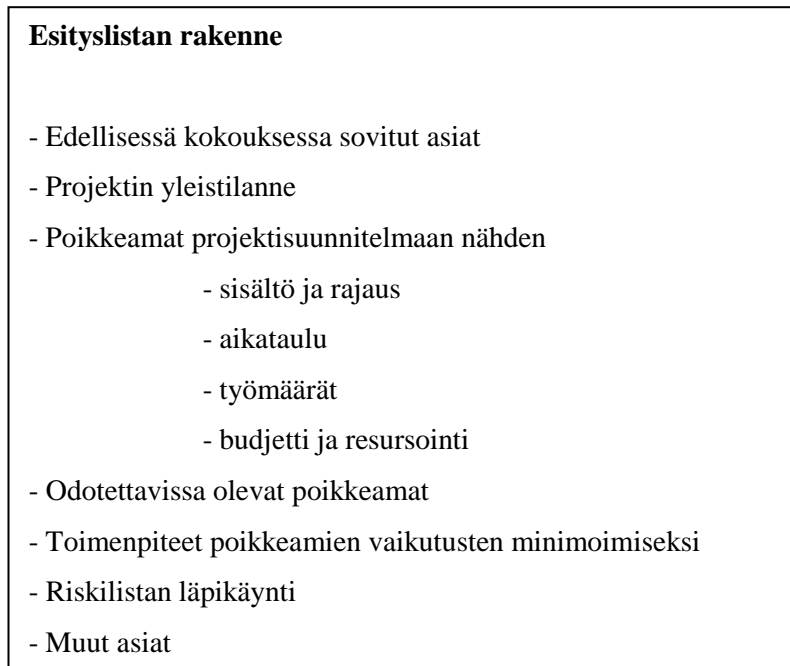 Esityslistan rakenne
- Edellisessä kokouksessa sovitut asiat
- Projektin yleistilanne
- Poikkeamat projektisuunnitelmaan nähden
- sisältö ja rajaus
- aikataulu
- työmäärät
- budjetti ja resursointi
- Odotettavissa olevat poikkeamat
- Toimenpiteet poikkeamien vaikutusten minimoimiseksi
- Riskilistan läpikäynti
- Muut asiat